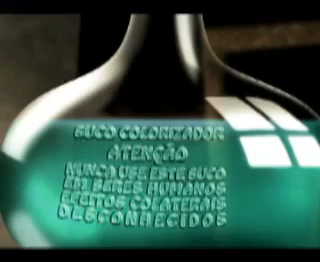 SUCO COLORIZADOR
ATENÇÃO
NUNCA USE ESTE SUCO
EM SERES HUMANOS
EFEITOS COLATERAIS
DESCONHECIDOS